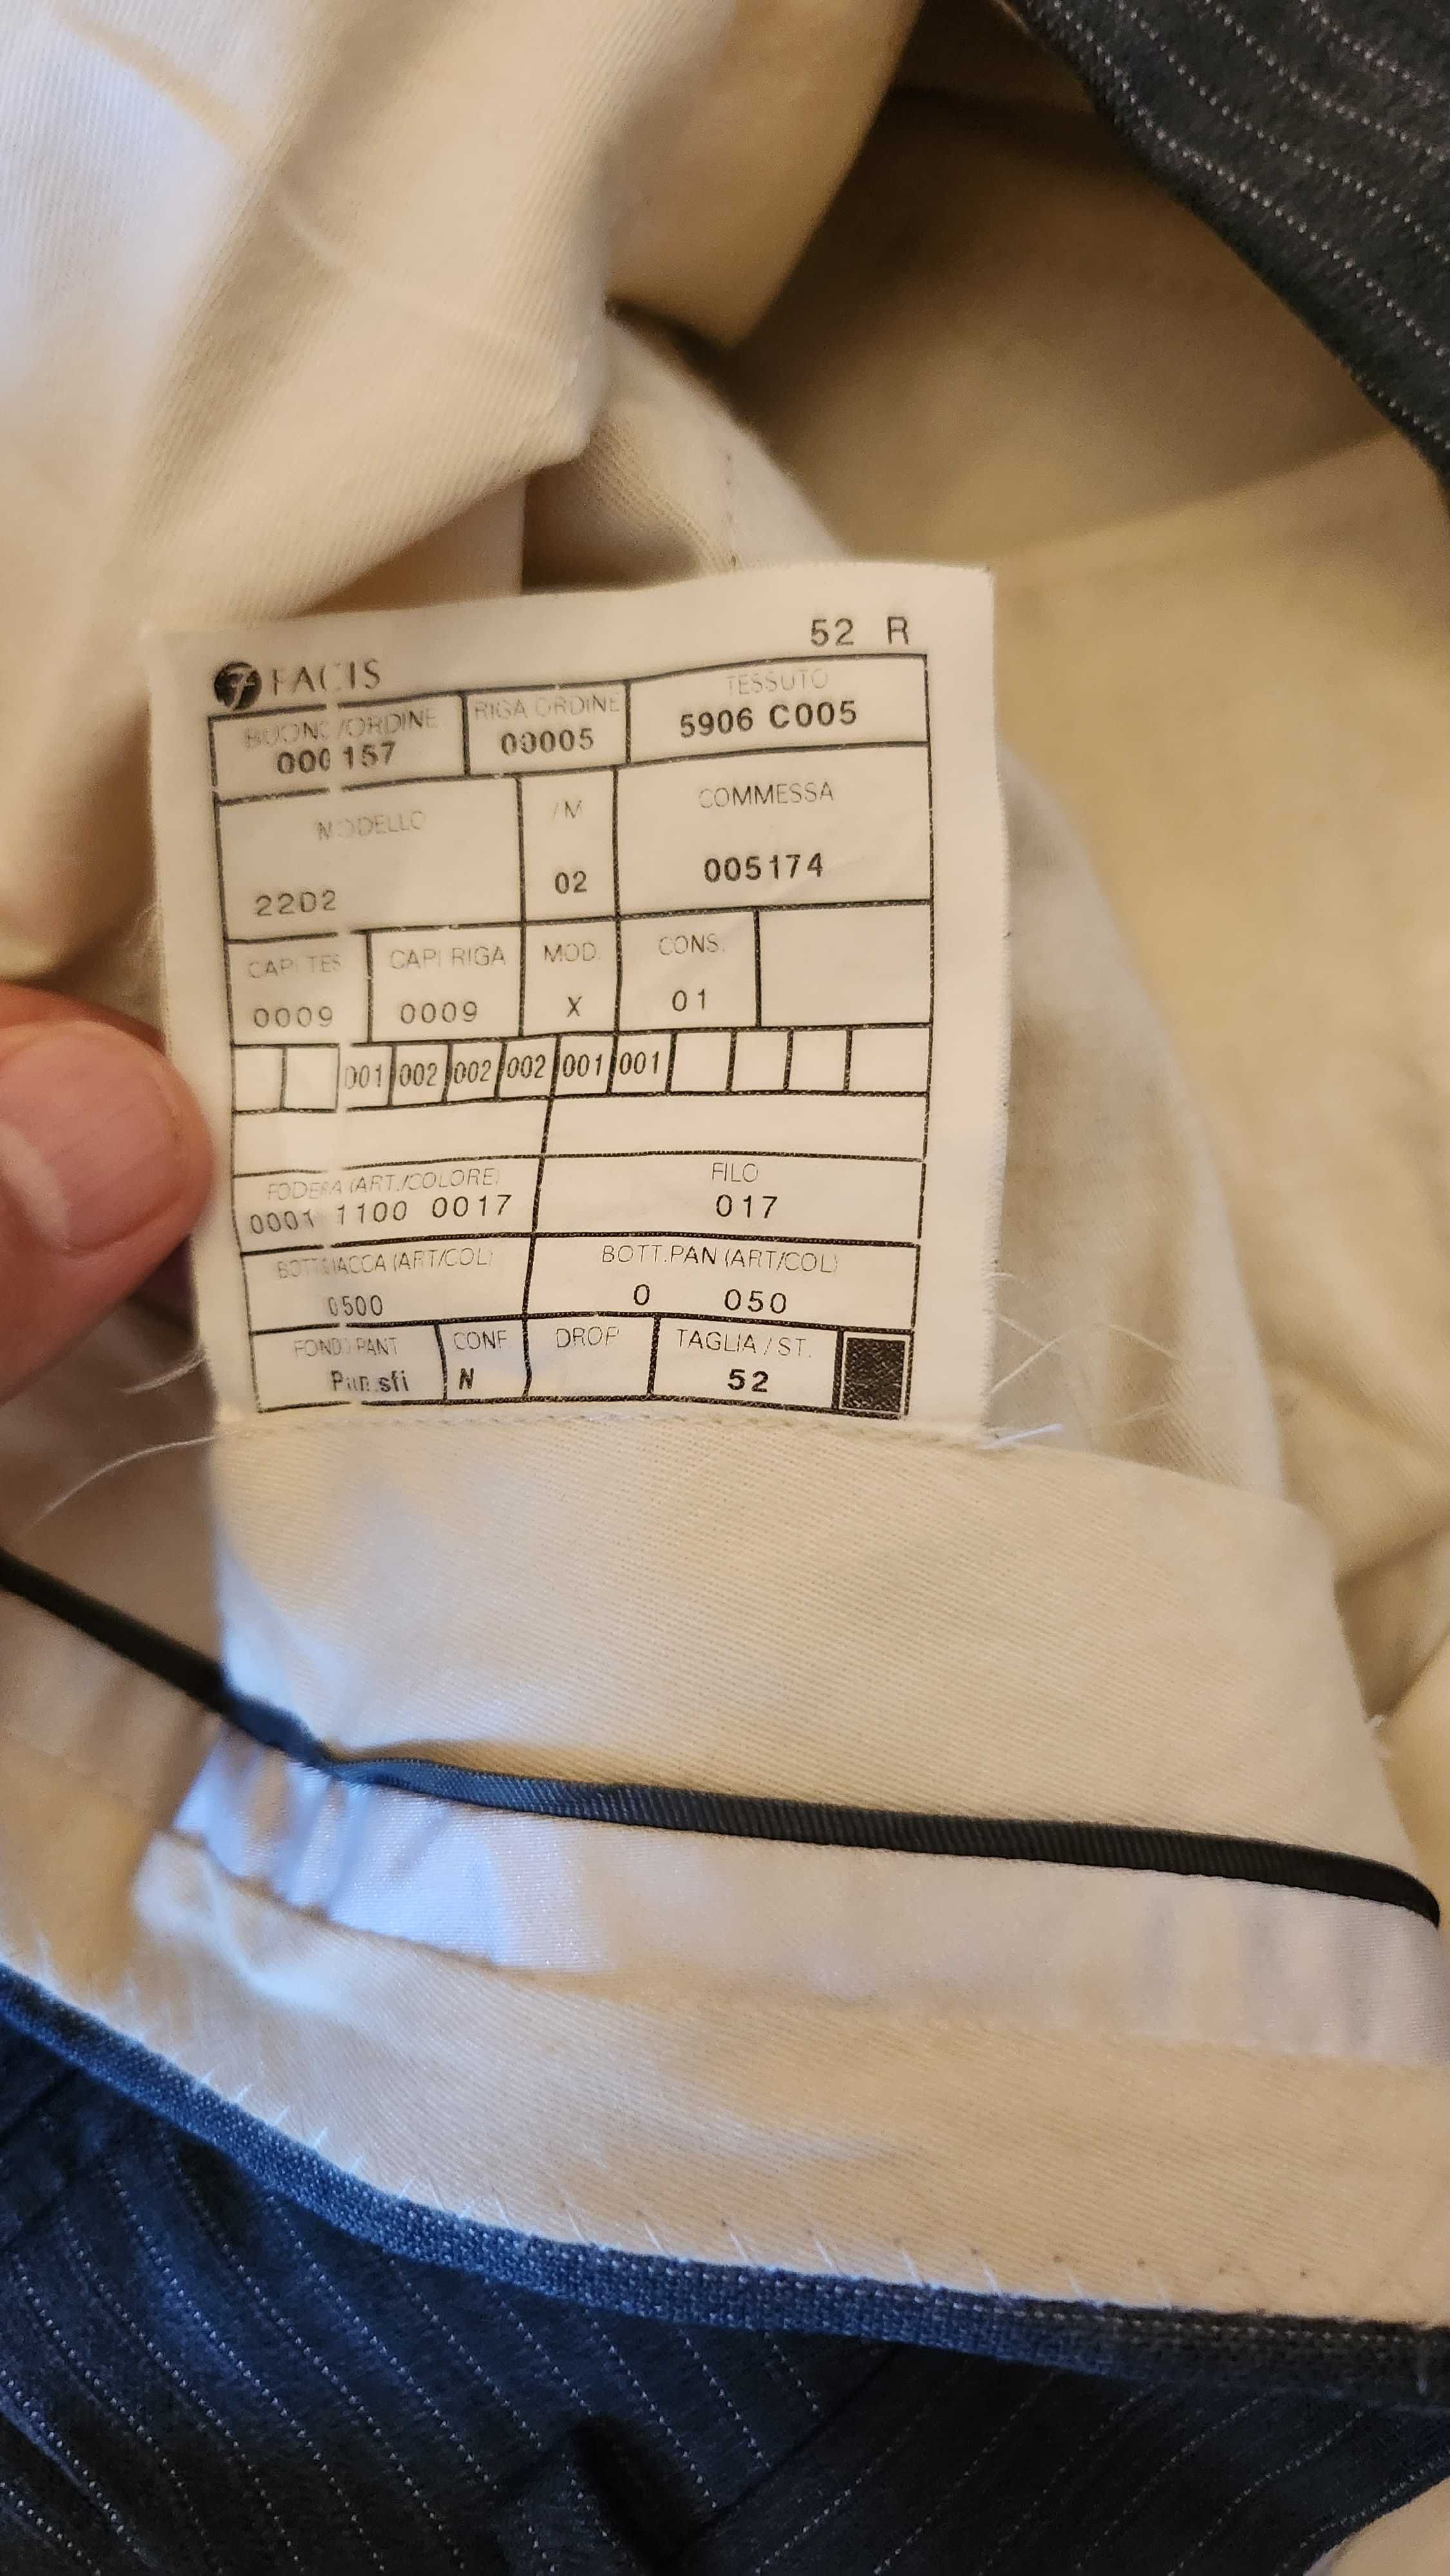 52 R
FACIS
BUONO/ORDINE RIGA ORDINE TESSUTO
000157 00005 5906 C005
MODELLO /M COMMESSA
2202 02 005174
CAPI TES CAPI RIGA MOD. CONS.
0009 0009 X 01
001 002 002 002 001 001
FODERA (ART./COLORE) FILO
0001 1100 0017 017
BOTT.GIACCA (ART/COL) BOTT.PAN (ART/COL)
0500 0 050
FONDO PANT CONF. DROP TAGLIA / ST.
Pan.sfi N 52